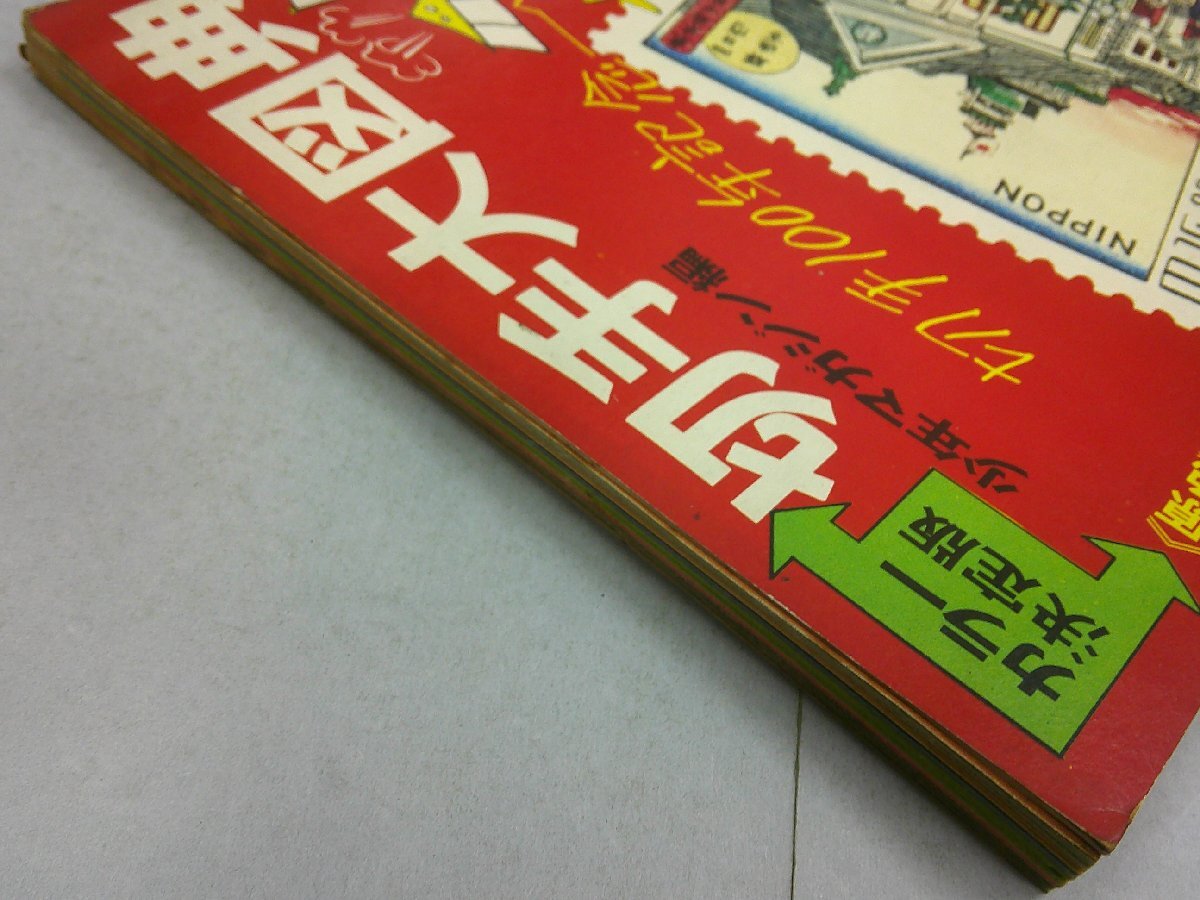 カラー
決定版
切手大図典
少年マガジン編
切手100年記念
NIPPON